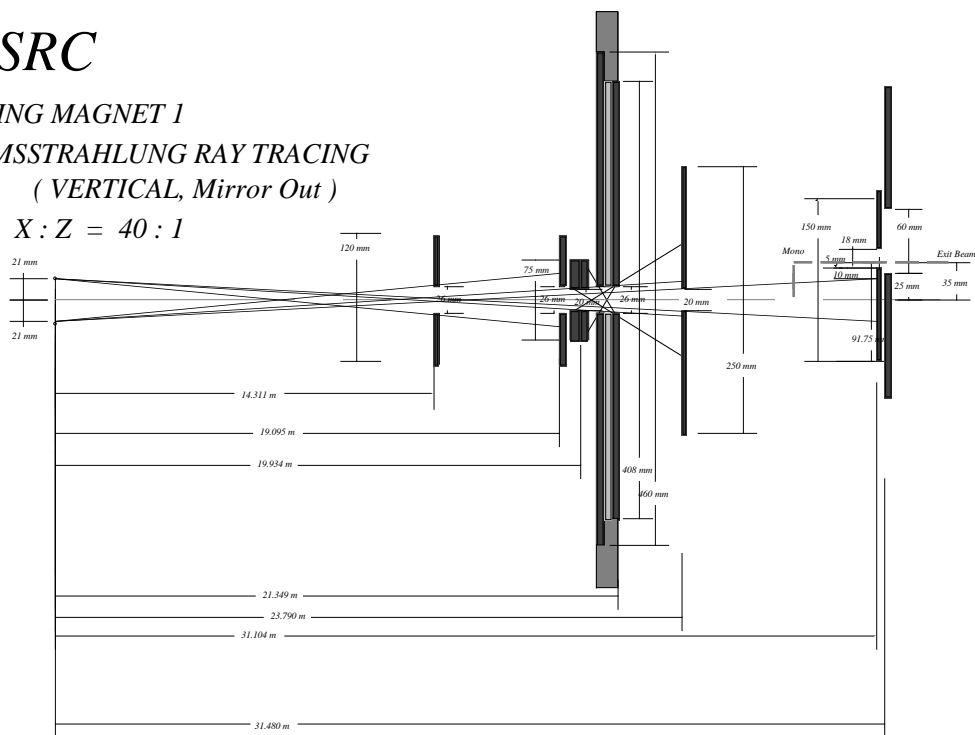 SRC
ING MAGNET 1
MSSTRAHLUNG RAY TRACING
( VERTICAL, Mirror Out )
X : Z = 40 : 1
21 mm
120 mm
75 mm
26 mm
26 mm
20 mm
26 mm
20 mm
150 mm
18 mm
60 mm
Mono
5 mm
Exit Beam
10 mm
25 mm
35 mm
21 mm
91.75 mm
250 mm
14.311 m
19.095 m
19.934 m
408 mm
460 mm
21.349 m
23.790 m
31.104 m
31.480 m